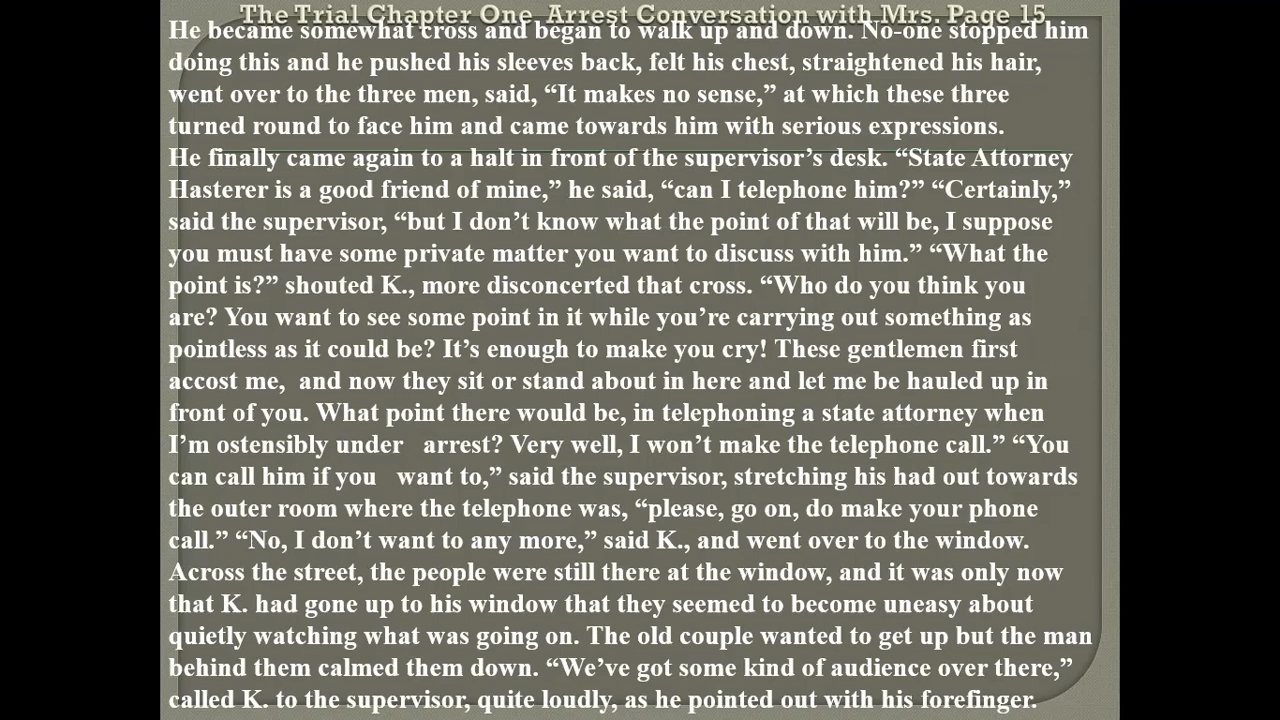 The Trial Chapter One Arrest Conversation with Mrs. Page 15
He became somewhat cross and began to walk up and down. No-one stopped him
doing this and he pushed his sleeves back, felt his chest, straightened his hair,
went over to the three men, said, “It makes no sense,” at which these three
turned round to face him and came towards him with serious expressions.
He finally came again to a halt in front of the supervisor’s desk. “State Attorney
Hasterer is a good friend of mine,” he said, “can I telephone him?” “Certainly,”
said the supervisor, “but I don’t know what the point of that will be, I suppose
you must have some private matter you want to discuss with him.” “What the
point is?” shouted K., more disconcerted that cross. “Who do you think you
are? You want to see some point in it while you’re carrying out something as
pointless as it could be? It’s enough to make you cry! These gentlemen first
accost me,  and now they sit or stand about in here and let me be hauled up in
front of you. What point there would be, in telephoning a state attorney when
I’m ostensibly under   arrest? Very well, I won’t make the telephone call.” “You
can call him if you   want to,” said the supervisor, stretching his had out towards
the outer room where the telephone was, “please, go on, do make your phone
call.” “No, I don’t want to any more,” said K., and went over to the window.
Across the street, the people were still there at the window, and it was only now
that K. had gone up to his window that they seemed to become uneasy about
quietly watching what was going on. The old couple wanted to get up but the man
behind them calmed them down. “We’ve got some kind of audience over there,”
called K. to the supervisor, quite loudly, as he pointed out with his forefinger.